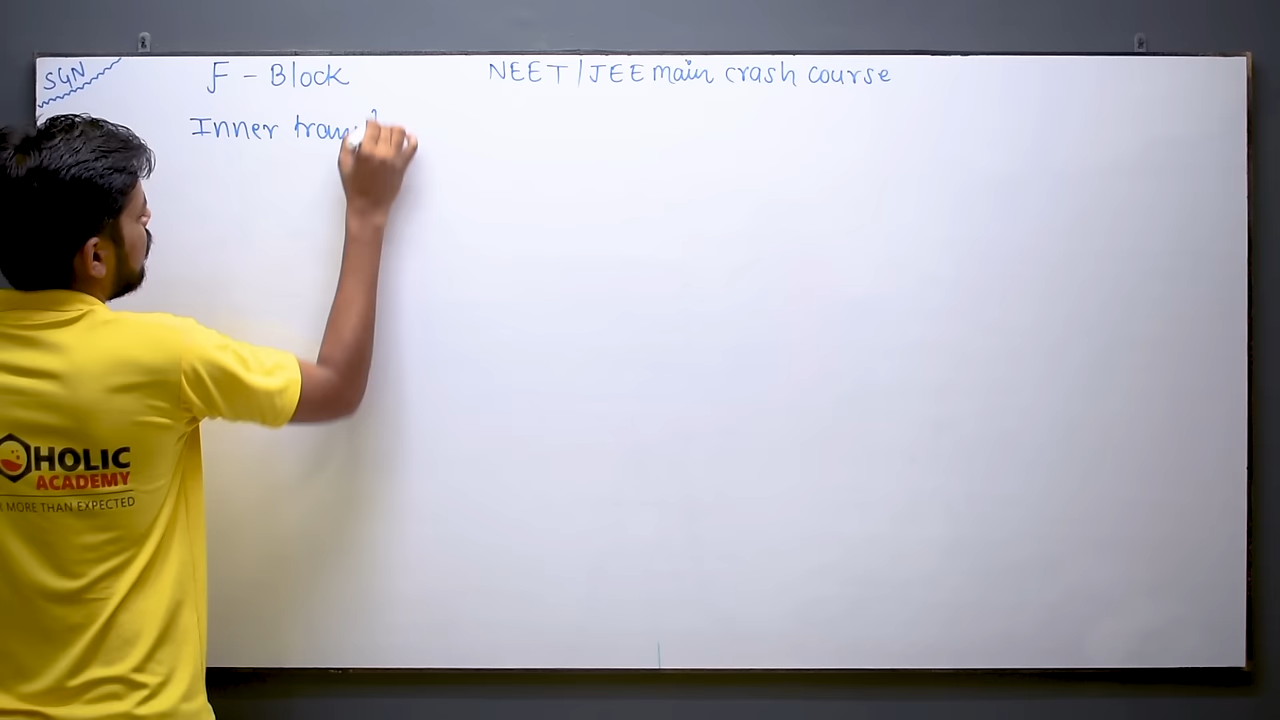 SGN
F - Block
NEET/JEE main crash course
Inner
HOLIC
ACADEMY
MORE THAN EXPECTED